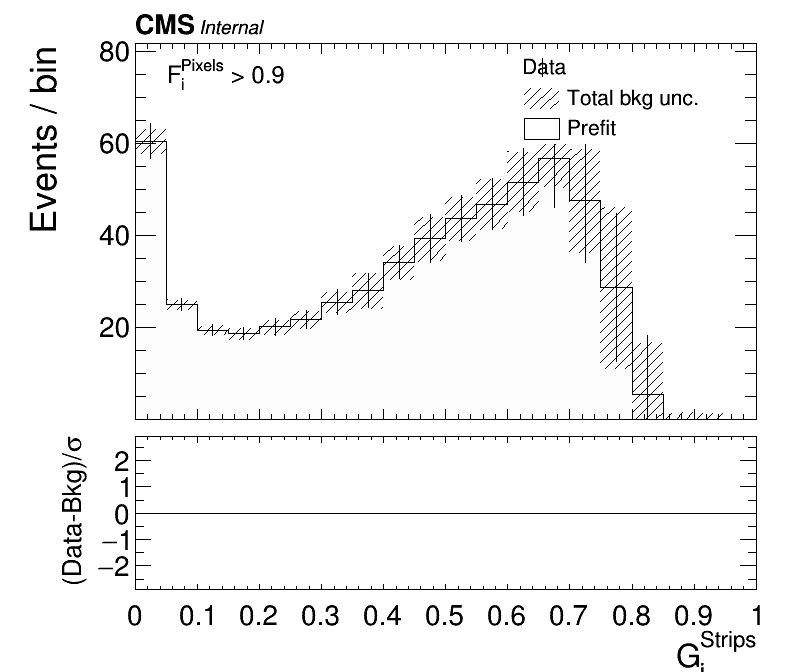 CMS Internal
F_i^Pixels > 0.9
Data
Total bkg unc.
Prefit
Events / bin
80
60
40
20
(Data-Bkg)/σ
2
1
0
−1
−2
0 0.1 0.2 0.3 0.4 0.5 0.6 0.7 0.8 0.9 1
G_i^Strips